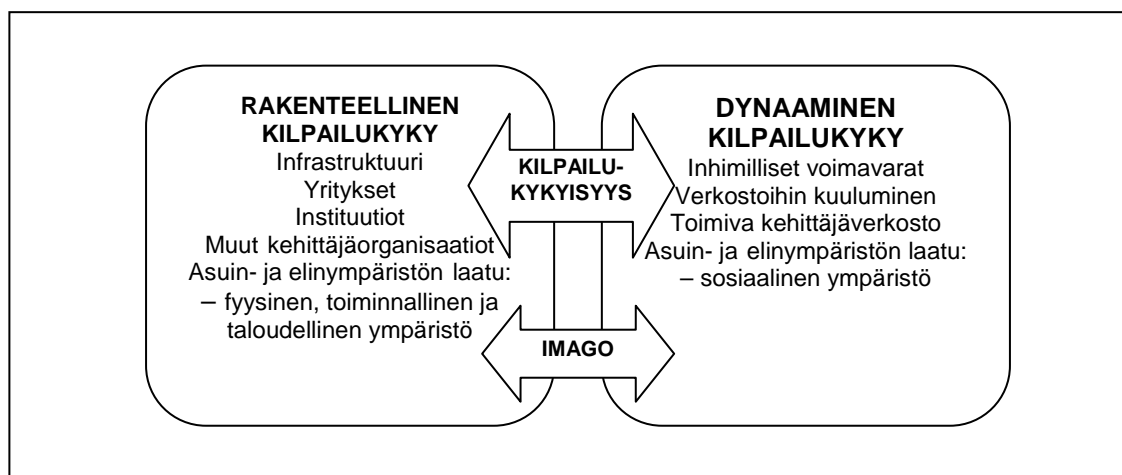 RAKENTEELLINEN
KILPAILUKYKY
Infrastruktuuri
Yritykset
Instituutiot
Muut kehittäjäorganisaatiot
Asuin- ja elinympäristön laatu:
– fyysinen, toiminnallinen ja
taloudellinen ympäristö
KILPAILU-
KYKYISYYS
IMAGO
DYNAAMINEN
KILPAILUKYKY
Inhimilliset voimavarat
Verkostoihin kuuluminen
Toimiva kehittäjäverkosto
Asuin- ja elinympäristön laatu:
– sosiaalinen ympäristö